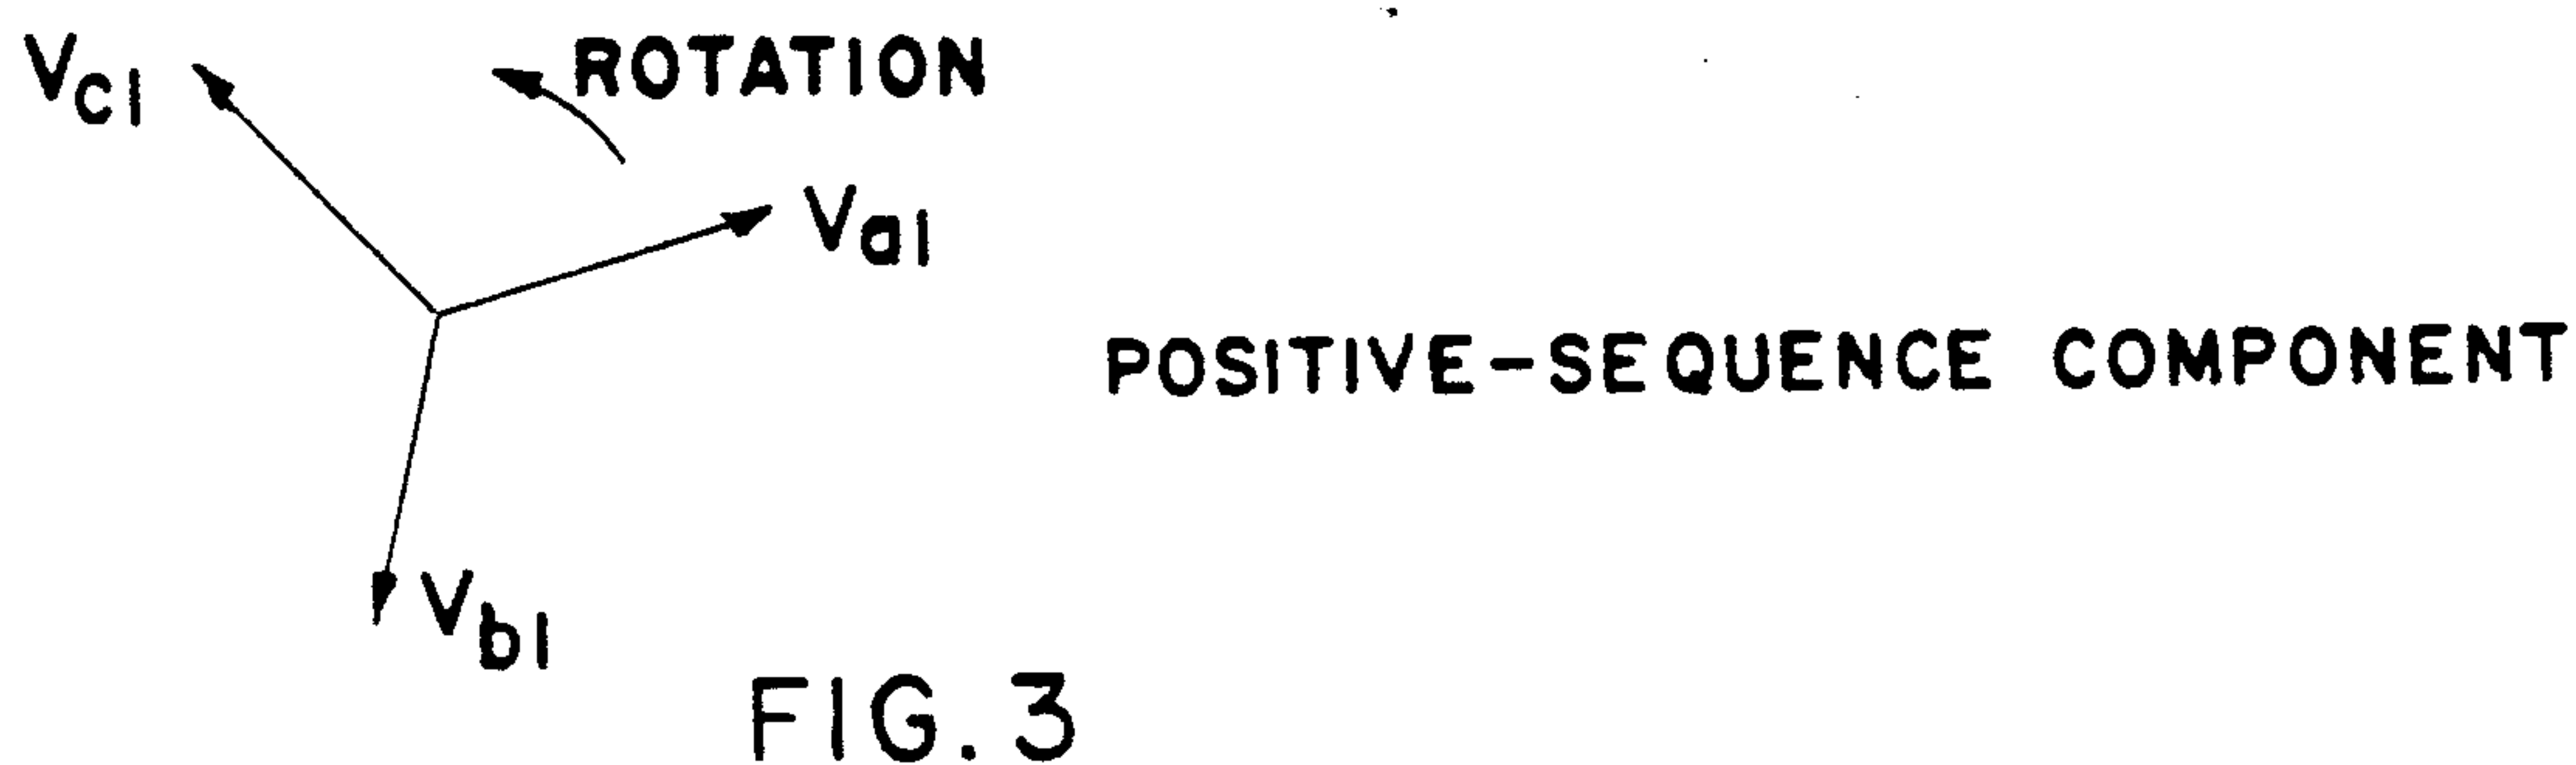 Vc1
ROTATION
Va1
POSITIVE-SEQUENCE COMPONENT
Vb1
FIG. 3